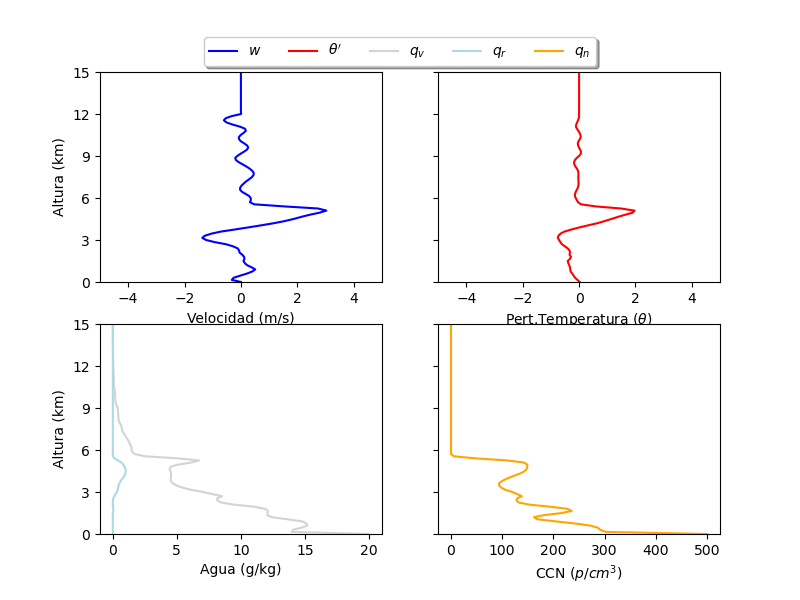 w θ′ q_v q_r q_n
15
12
9
6
3
0
Altura (km)
−4 −2 0 2 4
Velocidad (m/s)
−4 −2 0 2 4
Pert.Temperatura (θ)
15
12
9
6
3
0
Altura (km)
0 5 10 15 20
Agua (g/kg)
0 100 200 300 400 500
CCN (p/cm³)